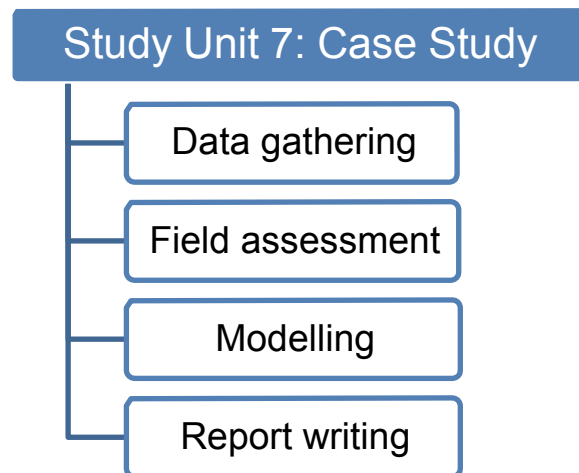 Study Unit 7: Case Study
Data gathering
Field assessment
Modelling
Report writing